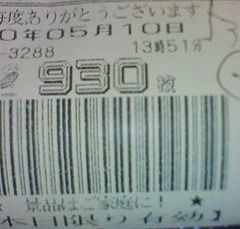 毎度ありがとうございます
0年05月10日
-3288 13時51分
930枚
★ 景品はご家庭に! ★
本日限り有効】